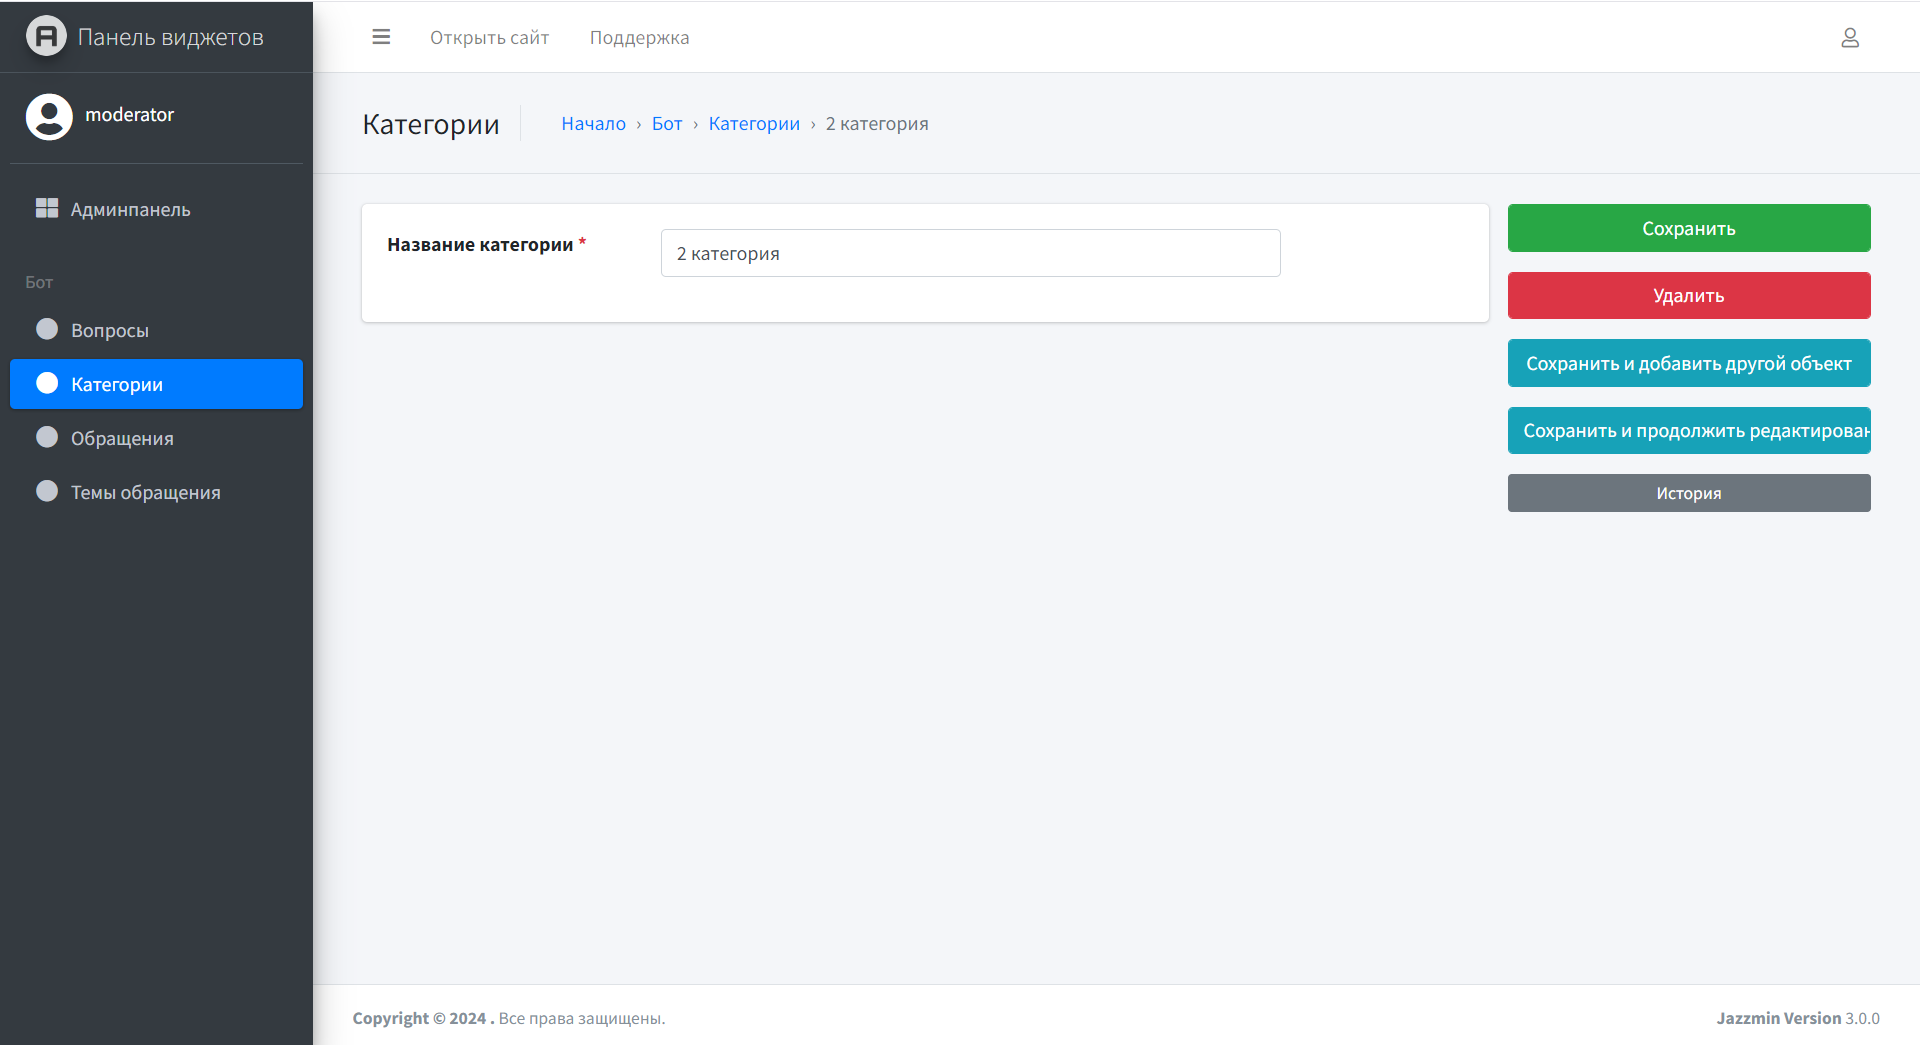 Панель виджетов
Открыть сайт Поддержка
moderator
Категории
Начало › Бот › Категории › 2 категория
Админпанель
Бот
Вопросы
Категории
Обращения
Темы обращения
Название категории *
2 категория
Сохранить
Удалить
Сохранить и добавить другой объект
Сохранить и продолжить редактирован
История
Copyright © 2024 . Все права защищены.
Jazzmin Version 3.0.0